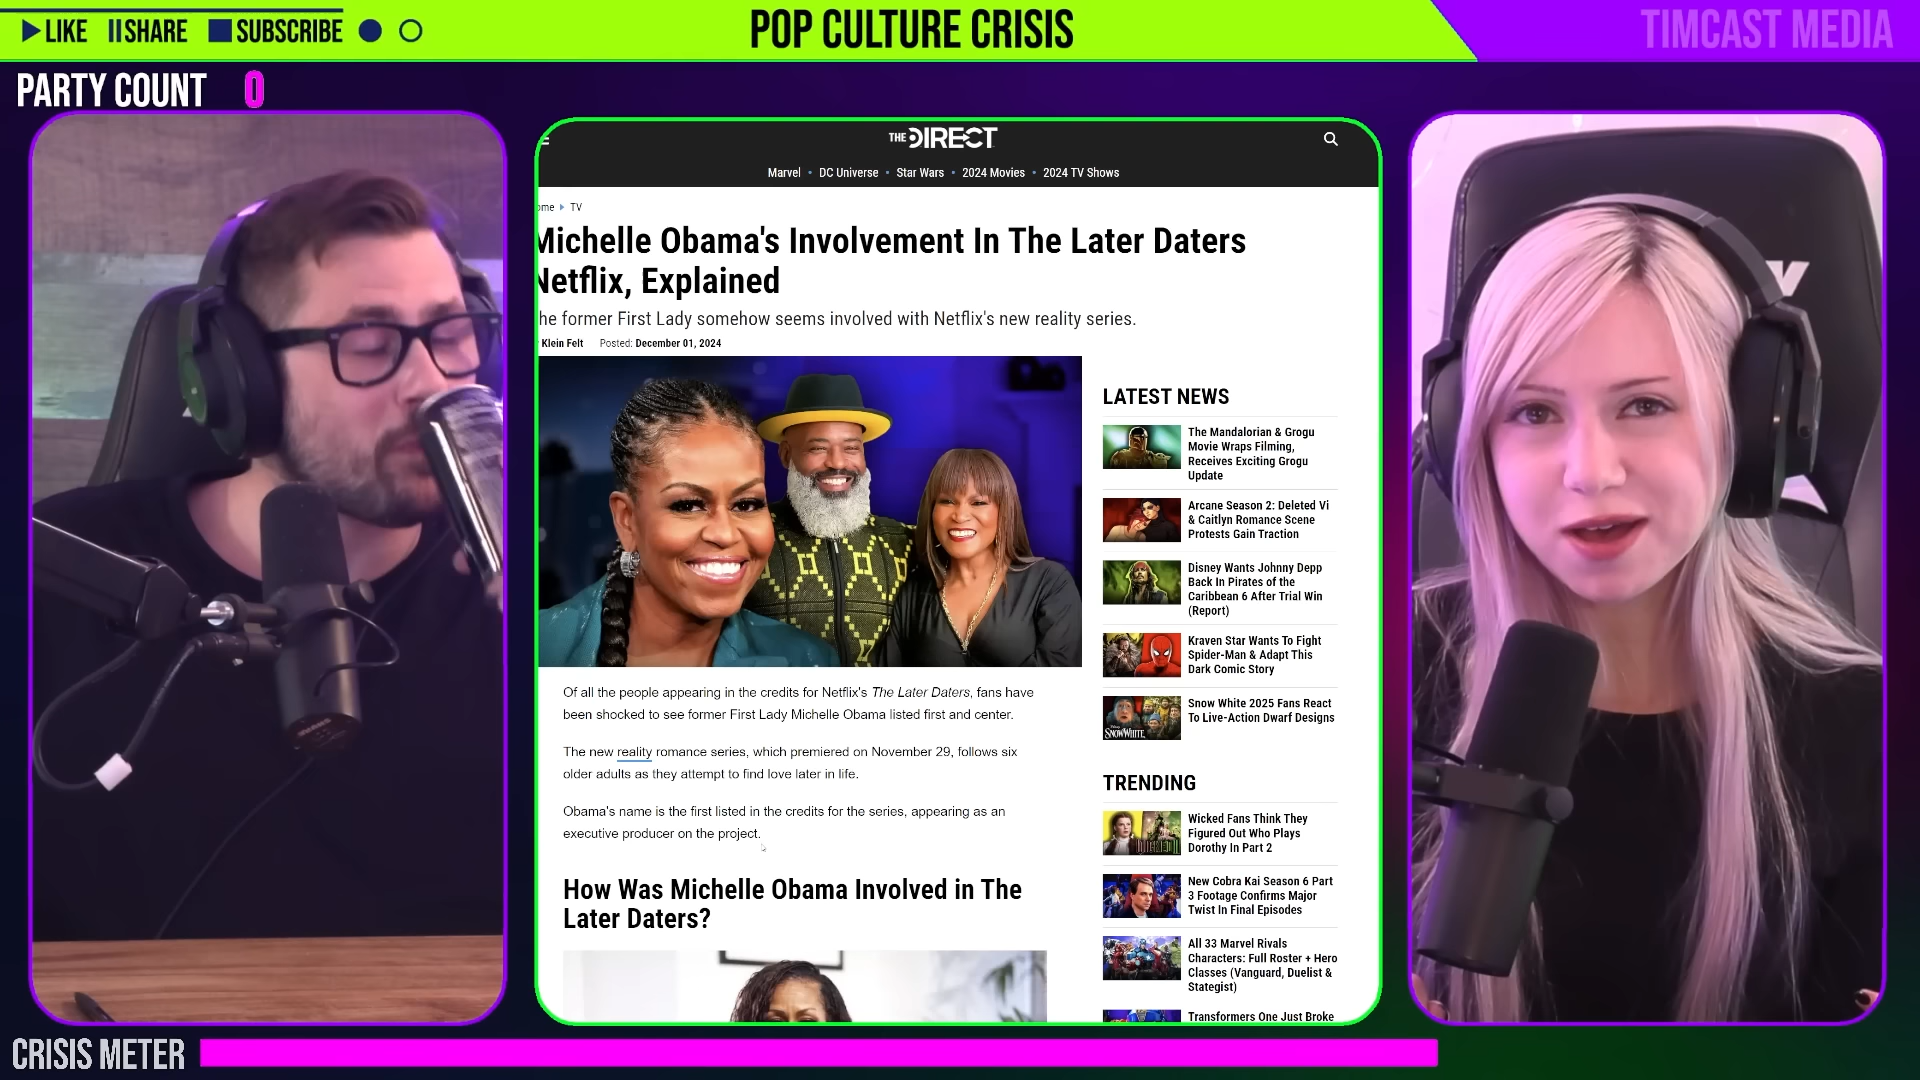 LIKE SHARE SUBSCRIBE
POP CULTURE CRISIS
TIMCAST MEDIA
PARTY COUNT 0
THE DIRECT
Marvel • DC Universe • Star Wars • 2024 Movies • 2024 TV Shows
TV
Michelle Obama's Involvement In The Later Daters
Netflix, Explained
The former First Lady somehow seems involved with Netflix's new reality series.
Klein Felt Posted: December 01, 2024
Of all the people appearing in the credits for Netflix's The Later Daters, fans have
been shocked to see former First Lady Michelle Obama listed first and center.
The new reality romance series, which premiered on November 29, follows six
older adults as they attempt to find love later in life.
Obama's name is the first listed in the credits for the series, appearing as an
executive producer on the project.
How Was Michelle Obama Involved in The
Later Daters?
LATEST NEWS
The Mandalorian & Grogu
Movie Wraps Filming,
Receives Exciting Grogu
Update
Arcane Season 2: Deleted Vi
& Caitlyn Romance Scene
Protests Gain Traction
Disney Wants Johnny Depp
Back In Pirates of the
Caribbean 6 After Trial Win
(Report)
Kraven Star Wants To Fight
Spider-Man & Adapt This
Dark Comic Story
SNOW WHITE
Snow White 2025 Fans React
To Live-Action Dwarf Designs
TRENDING
Wicked Fans Think They
Figured Out Who Plays
Dorothy In Part 2
New Cobra Kai Season 6 Part
3 Footage Confirms Major
Twist In Final Episodes
All 33 Marvel Rivals
Characters: Full Roster + Hero
Classes (Vanguard, Duelist &
Stategist)
Transformers One Just Broke
CRISIS METER